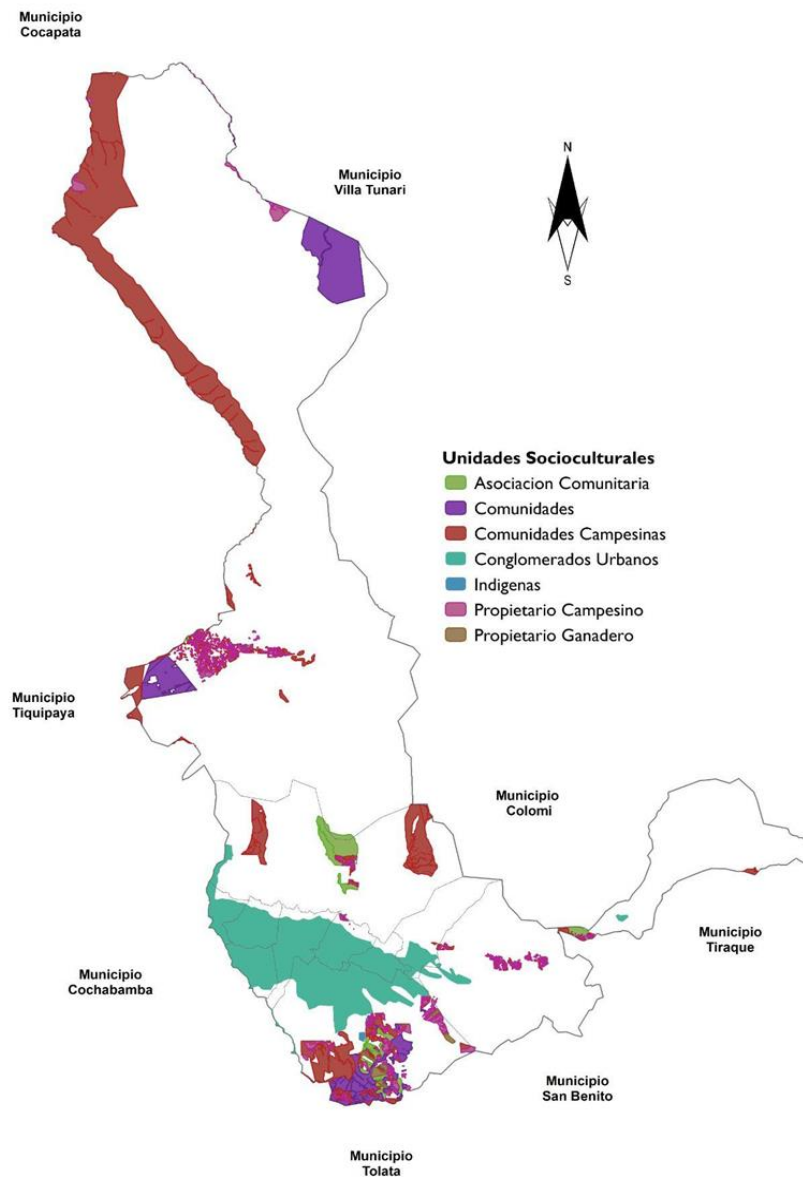 Municipio
Cocapata
Municipio
Villa Tunari
N
S
Unidades Socioculturales
Asociacion Comunitaria
Comunidades
Comunidades Campesinas
Conglomerados Urbanos
Indigenas
Propietario Campesino
Propietario Ganadero
Municipio
Tiquipaya
Municipio
Colomi
Municipio
Tiraque
Municipio
Cochabamba
Municipio
San Benito
Municipio
Tolata